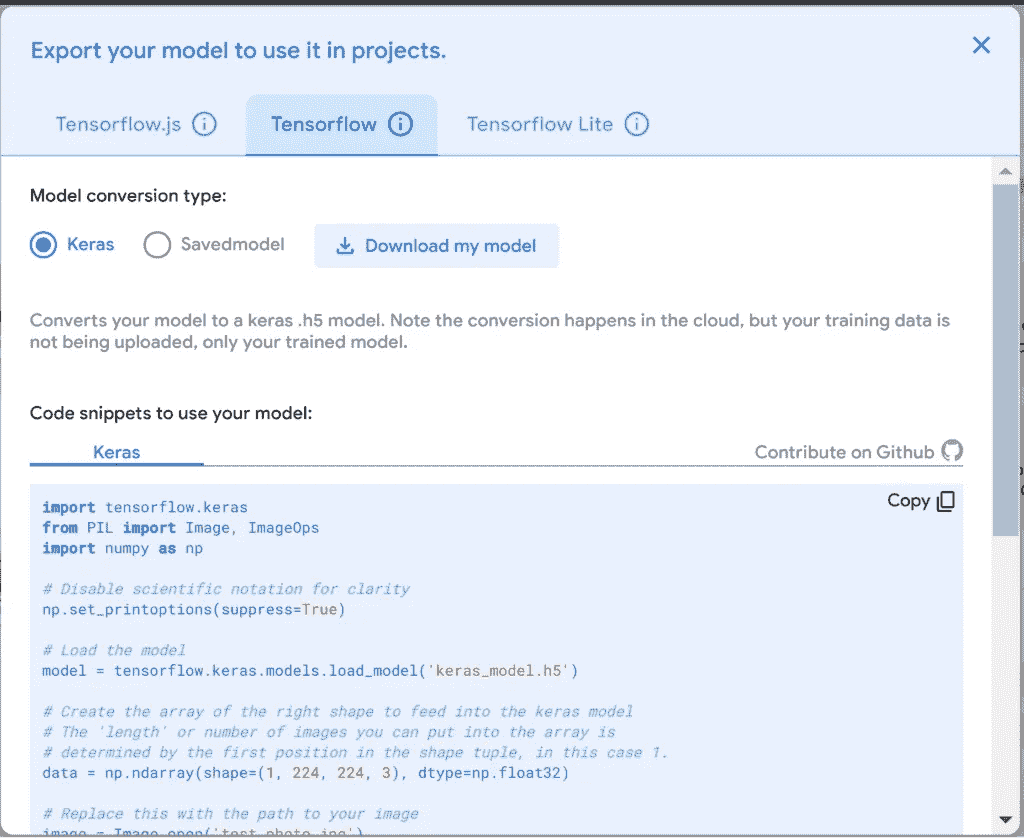 Export your model to use it in projects.
Tensorflow.js
Tensorflow
Tensorflow Lite
Model conversion type:
Keras
Savedmodel
Download my model
Converts your model to a keras .h5 model. Note the conversion happens in the cloud, but your training data is
not being uploaded, only your trained model.
Code snippets to use your model:
Keras
Contribute on Github
Copy
import tensorflow.keras
from PIL import Image, ImageOps
import numpy as np
# Disable scientific notation for clarity
np.set_printoptions(suppress=True)
# Load the model
model = tensorflow.keras.models.load_model('keras_model.h5')
# Create the array of the right shape to feed into the keras model
# The 'length' or number of images you can put into the array is
# determined by the first position in the shape tuple, in this case 1.
data = np.ndarray(shape=(1, 224, 224, 3), dtype=np.float32)
# Replace this with the path to your image
image = Image.open('test_photo.jpg')